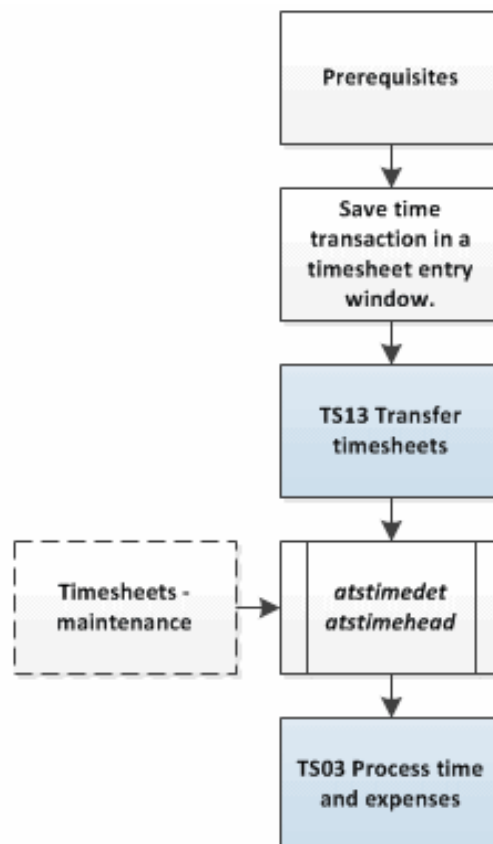 Prerequisites
Save time
transaction in a
timesheet entry
window.
TS13 Transfer
timesheets
Timesheets -
maintenance
atstimedet
atstimehead
TS03 Process time
and expenses